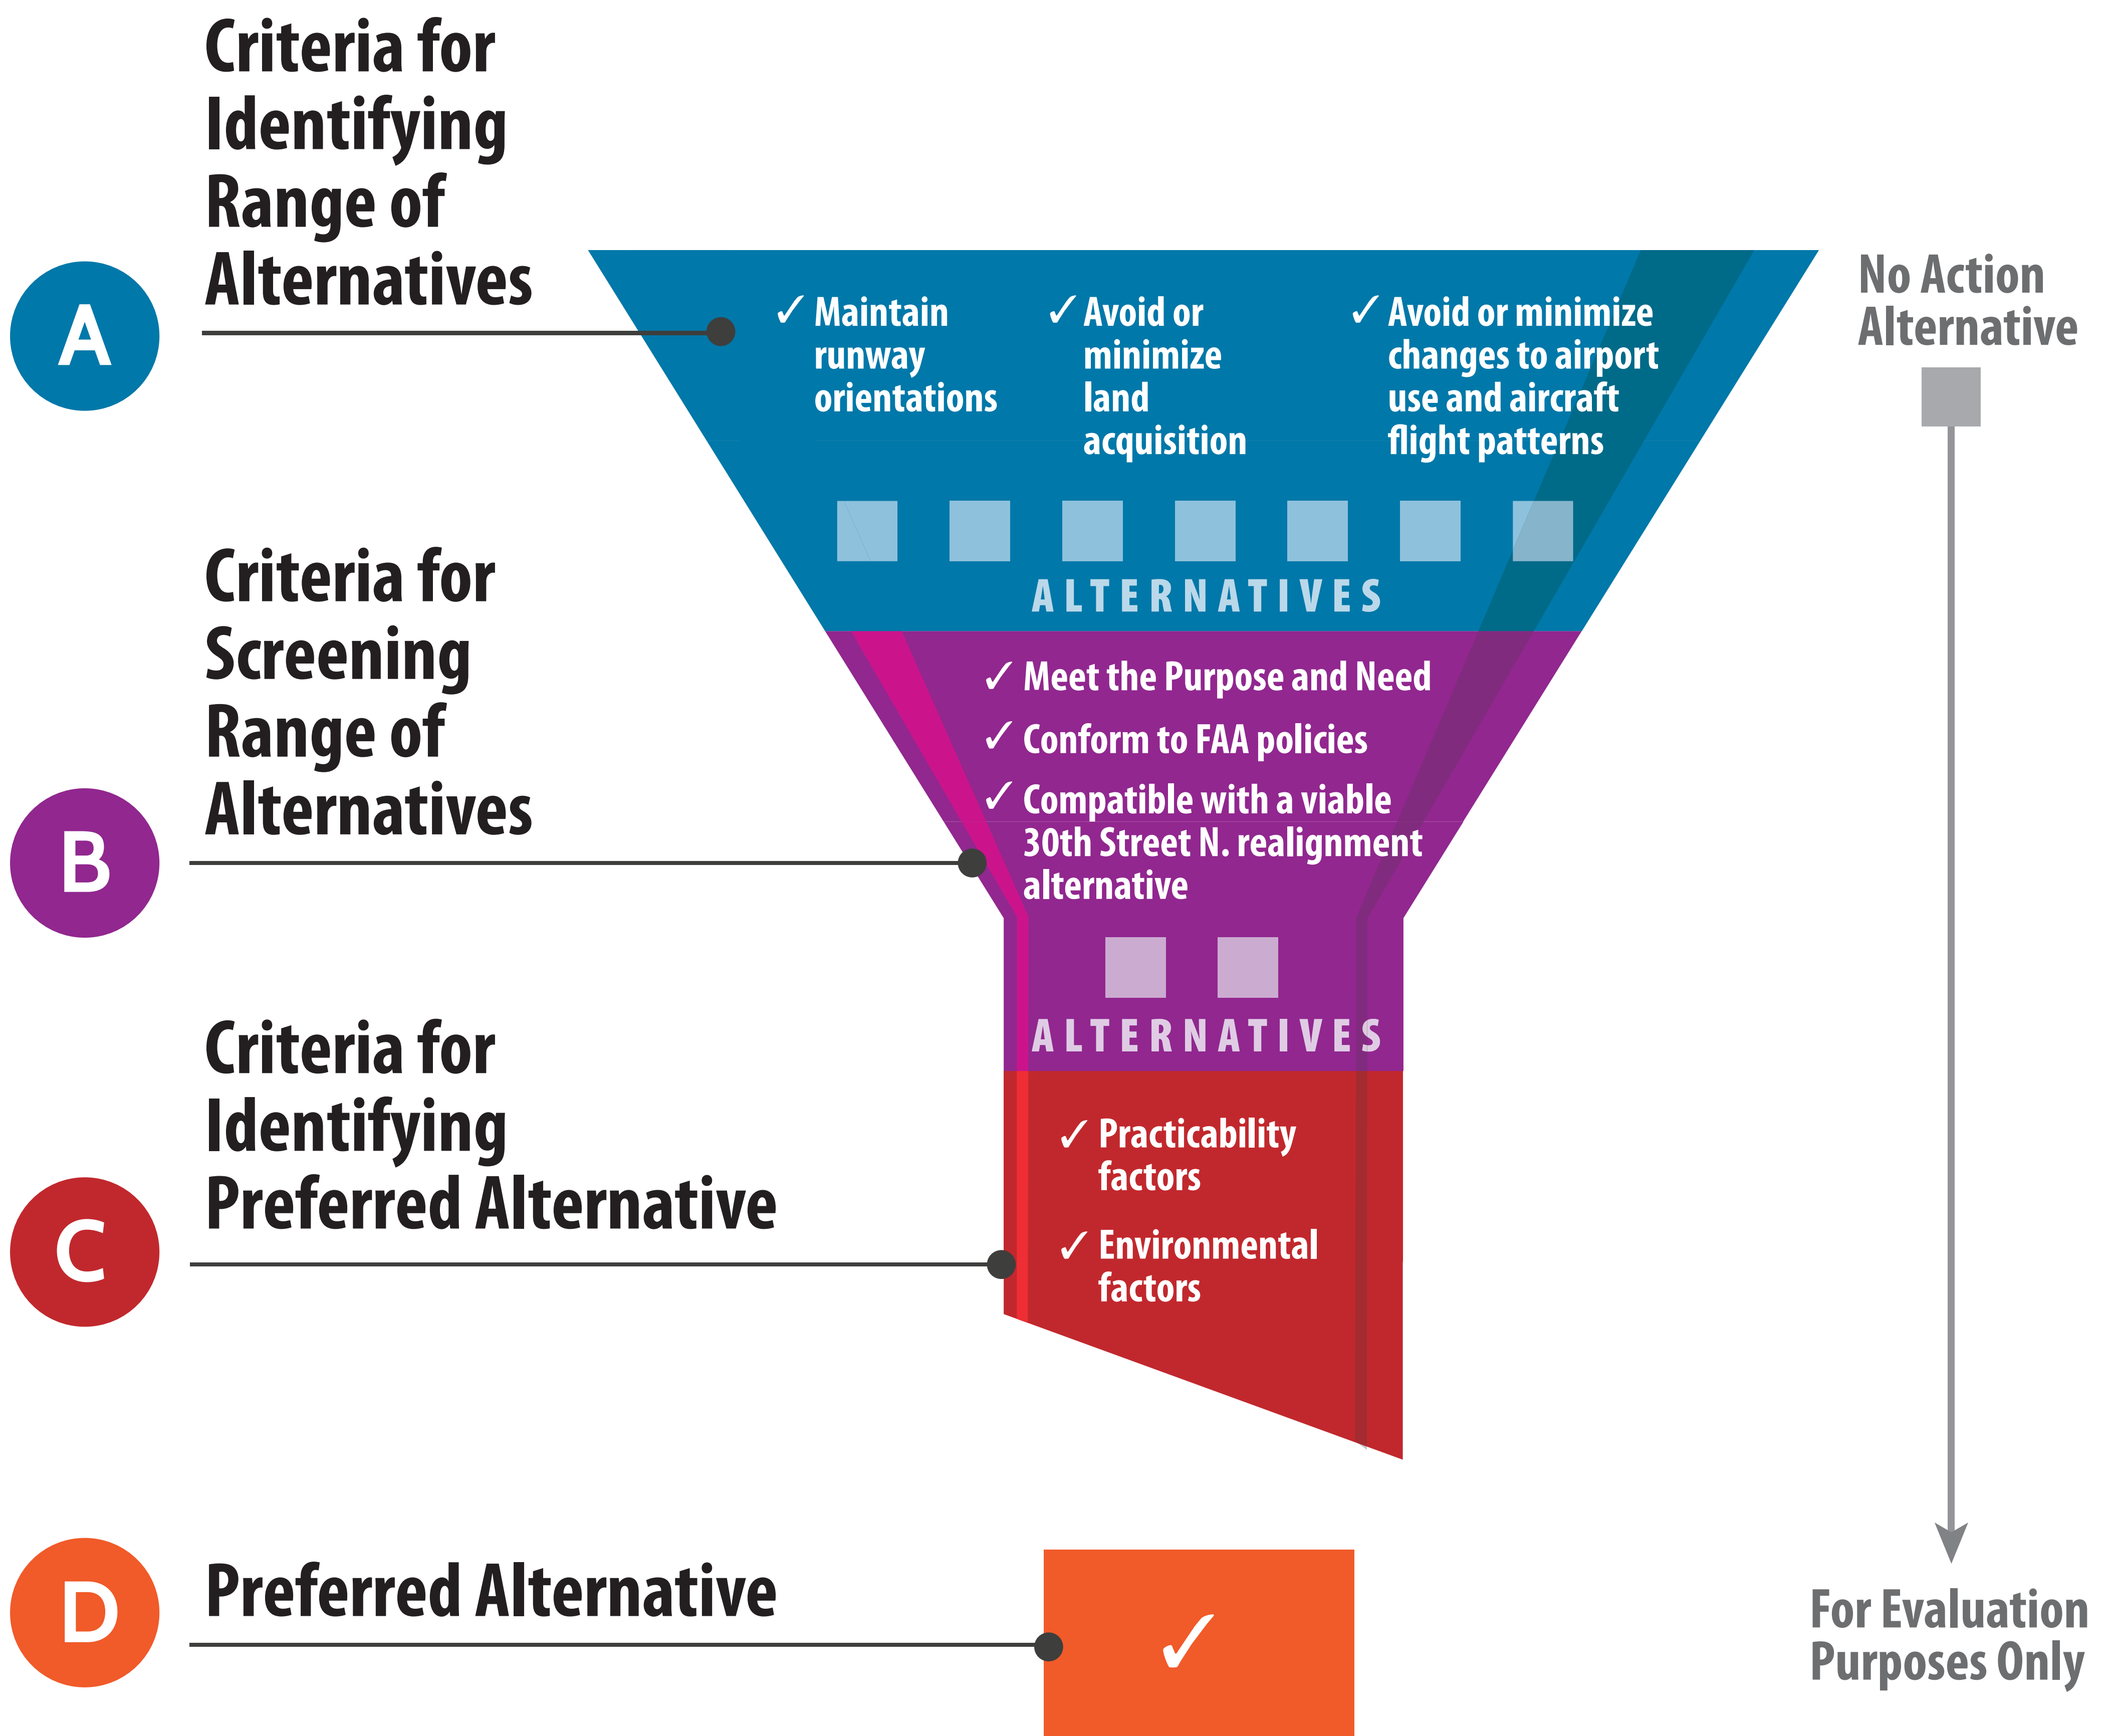 A
Criteria for
Identifying
Range of
Alternatives
✓ Maintain
runway
orientations
✓ Avoid or
minimize
land
acquisition
✓ Avoid or minimize
changes to airport
use and aircraft
flight patterns
ALTERNATIVES
No Action
Alternative
B
Criteria for
Screening
Range of
Alternatives
✓ Meet the Purpose and Need
✓ Conform to FAA policies
✓ Compatible with a viable
30th Street N. realignment
alternative
ALTERNATIVES
C
Criteria for
Identifying
Preferred Alternative
✓ Practicability
factors
✓ Environmental
factors
D
Preferred Alternative
✓
For Evaluation
Purposes Only